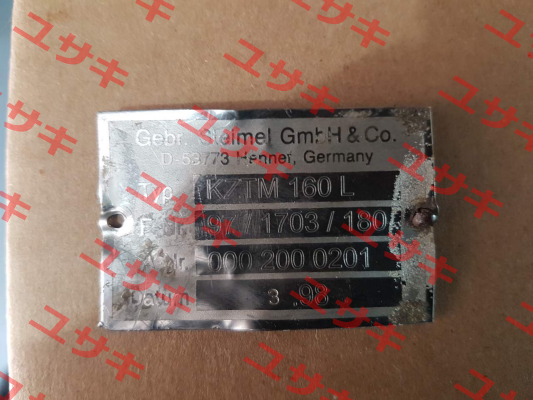 Gebr. Steimel GmbH & Co.
D-53773 Hennef, Germany
Typ KZTM 160 L
F 97 / 1703 / 180
000.200.0201
Datum 3 .98
ユサキ